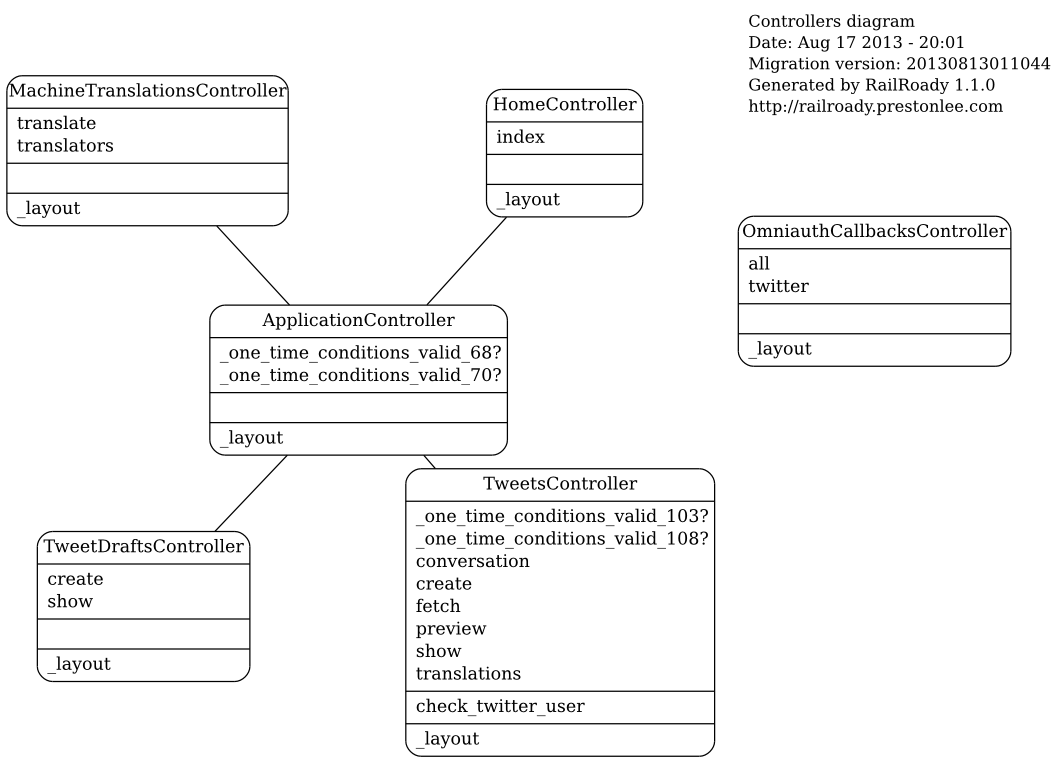 Controllers diagram
Date: Aug 17 2013 - 20:01
Migration version: 20130813011044
Generated by RailRoady 1.1.0
http://railroady.prestonlee.com
MachineTranslationsController
translate
translators
_layout
HomeController
index
_layout
OmniauthCallbacksController
all
twitter
_layout
ApplicationController
_one_time_conditions_valid_68?
_one_time_conditions_valid_70?
_layout
TweetsController
_one_time_conditions_valid_103?
_one_time_conditions_valid_108?
conversation
create
fetch
preview
show
translations
check_twitter_user
_layout
TweetDraftsController
create
show
_layout